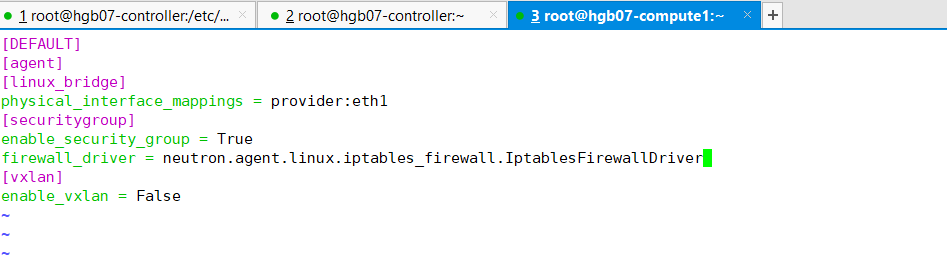 1 root@hgb07-controller:/etc/... × 2 root@hgb07-controller:~ × 3 root@hgb07-compute1:~ × +
[DEFAULT]
[agent]
[linux_bridge]
physical_interface_mappings = provider:eth1
[securitygroup]
enable_security_group = True
firewall_driver = neutron.agent.linux.iptables_firewall.IptablesFirewallDriver
[vxlan]
enable_vxlan = False
~
~
~